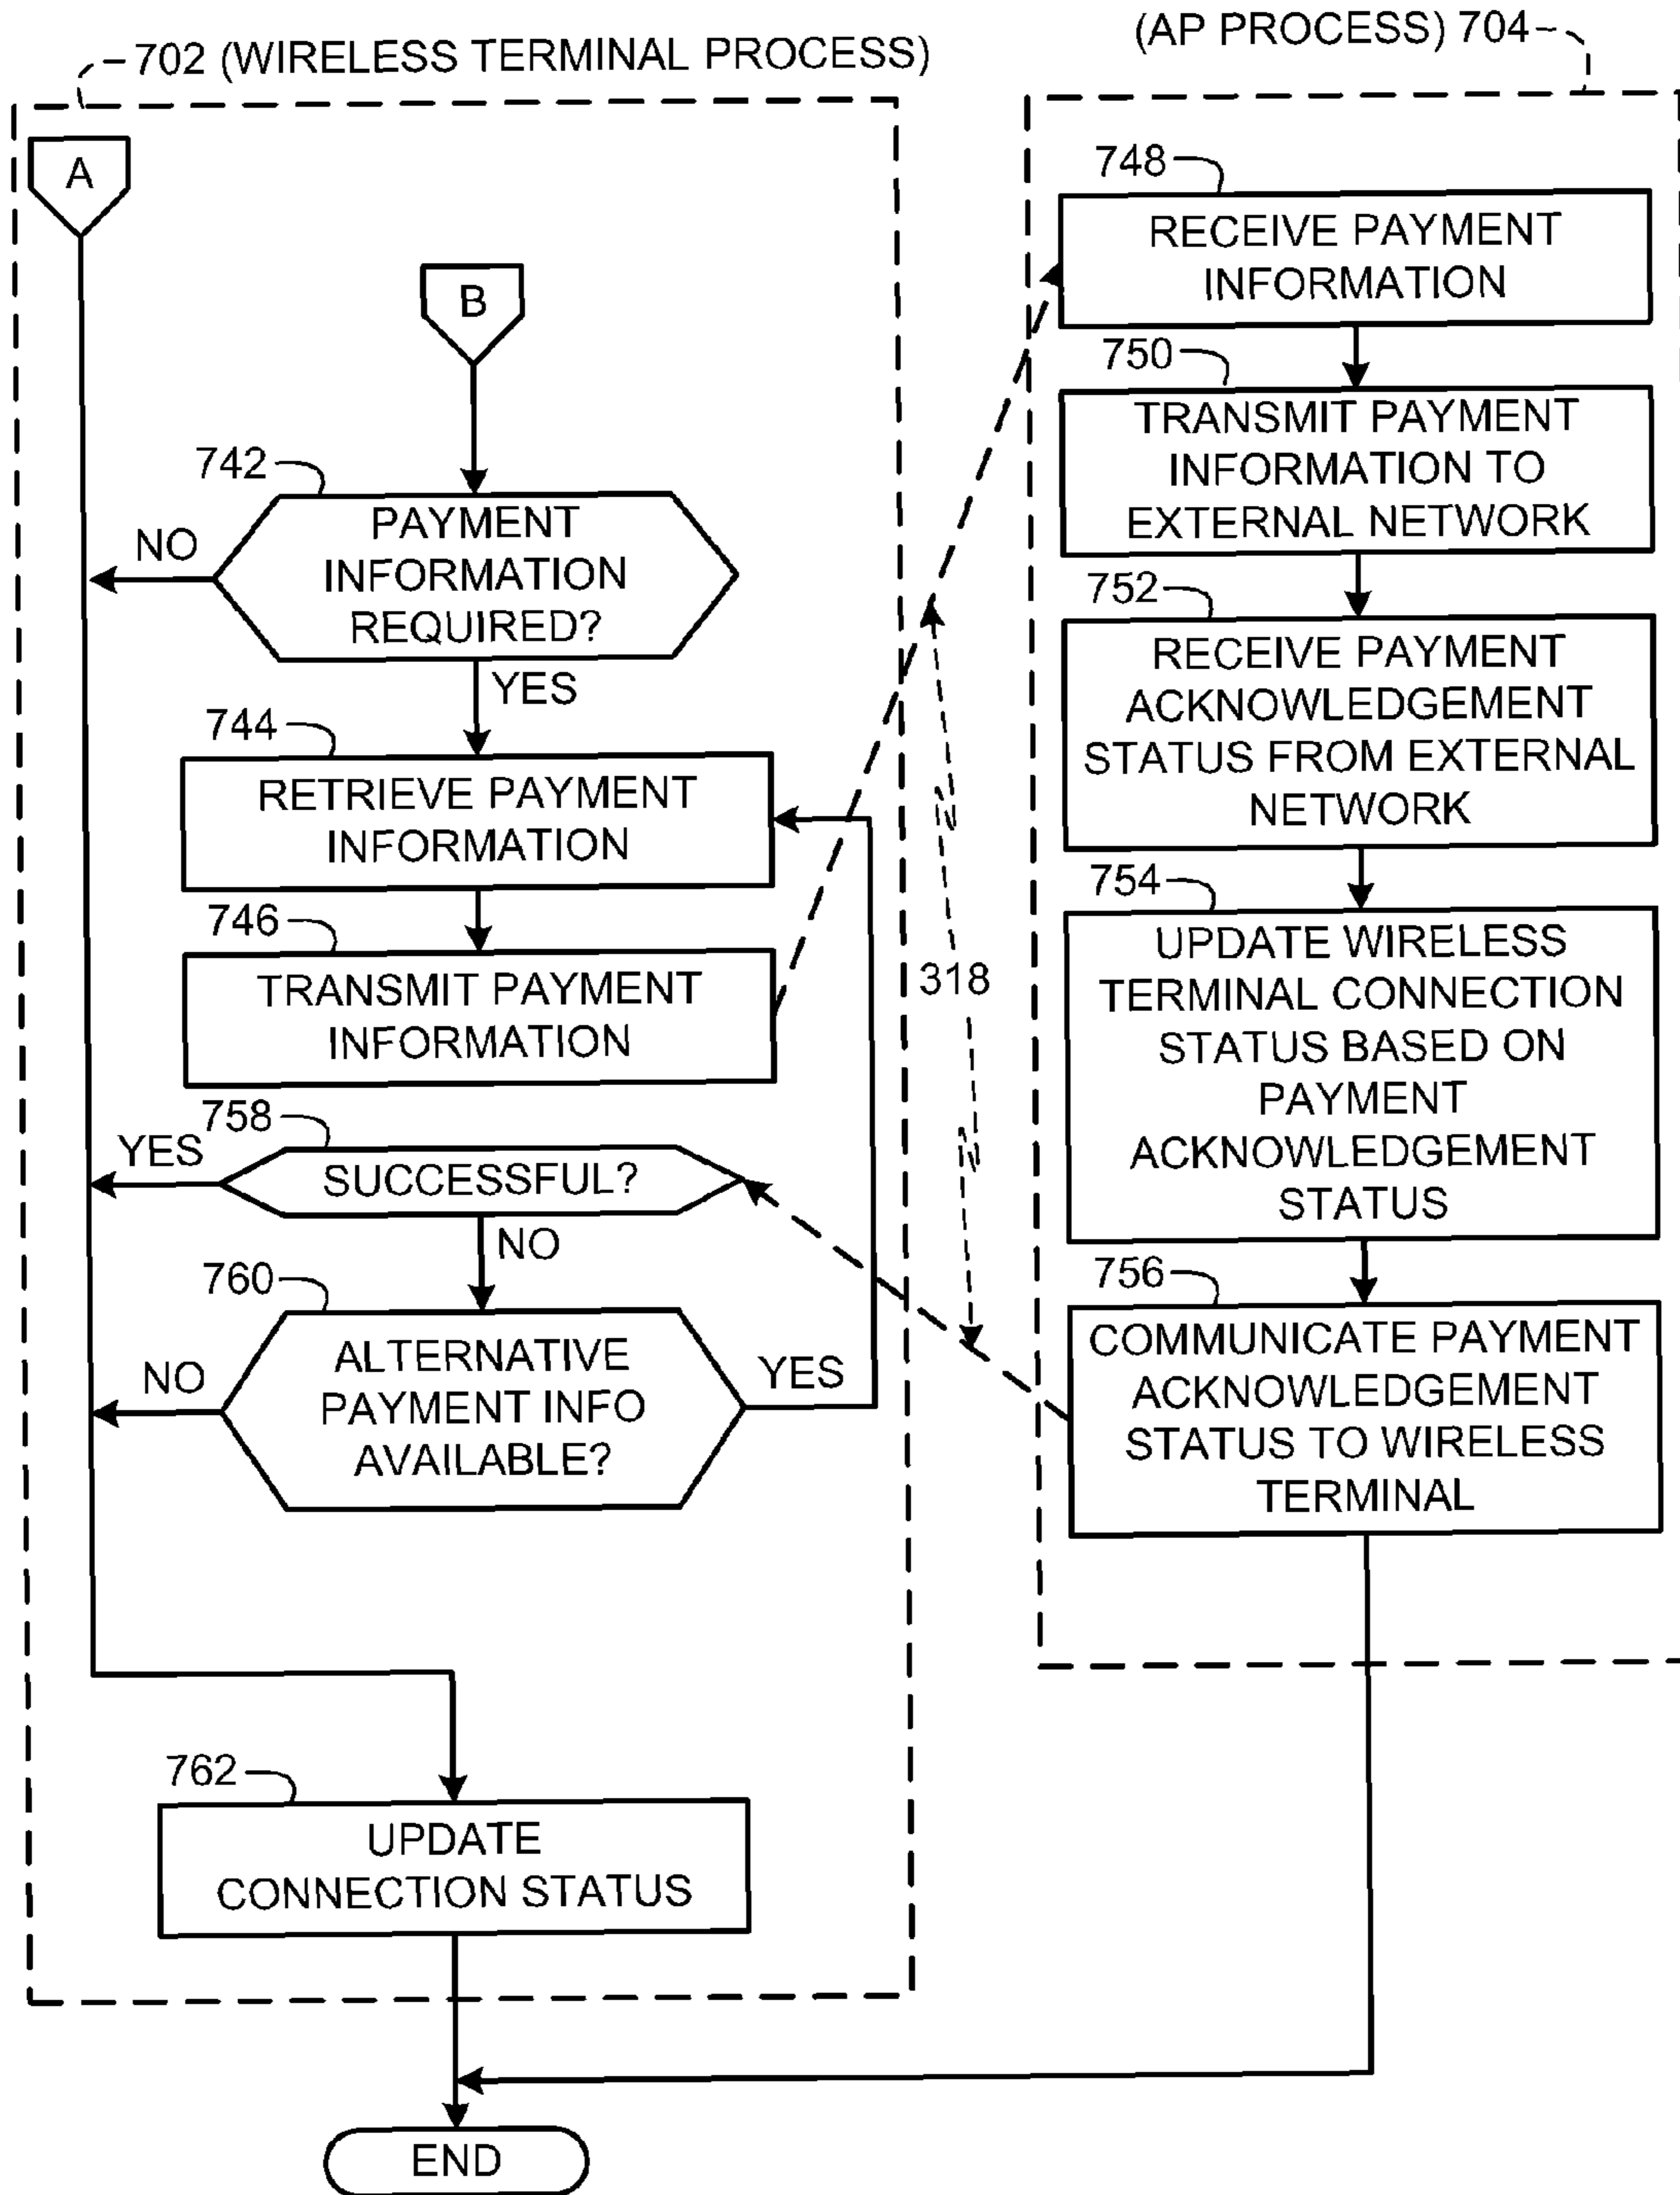 702 (WIRELESS TERMINAL PROCESS)
(AP PROCESS) 704
A
B
742
PAYMENT
INFORMATION
REQUIRED?
NO
YES
744
RETRIEVE PAYMENT
INFORMATION
746
TRANSMIT PAYMENT
INFORMATION
758
YES
SUCCESSFUL?
NO
760
ALTERNATIVE
PAYMENT INFO
AVAILABLE?
NO
YES
762
UPDATE
CONNECTION STATUS
END
318
748
RECEIVE PAYMENT
INFORMATION
750
TRANSMIT PAYMENT
INFORMATION TO
EXTERNAL NETWORK
752
RECEIVE PAYMENT
ACKNOWLEDGEMENT
STATUS FROM EXTERNAL
NETWORK
754
UPDATE WIRELESS
TERMINAL CONNECTION
STATUS BASED ON
PAYMENT
ACKNOWLEDGEMENT
STATUS
756
COMMUNICATE PAYMENT
ACKNOWLEDGEMENT
STATUS TO WIRELESS
TERMINAL